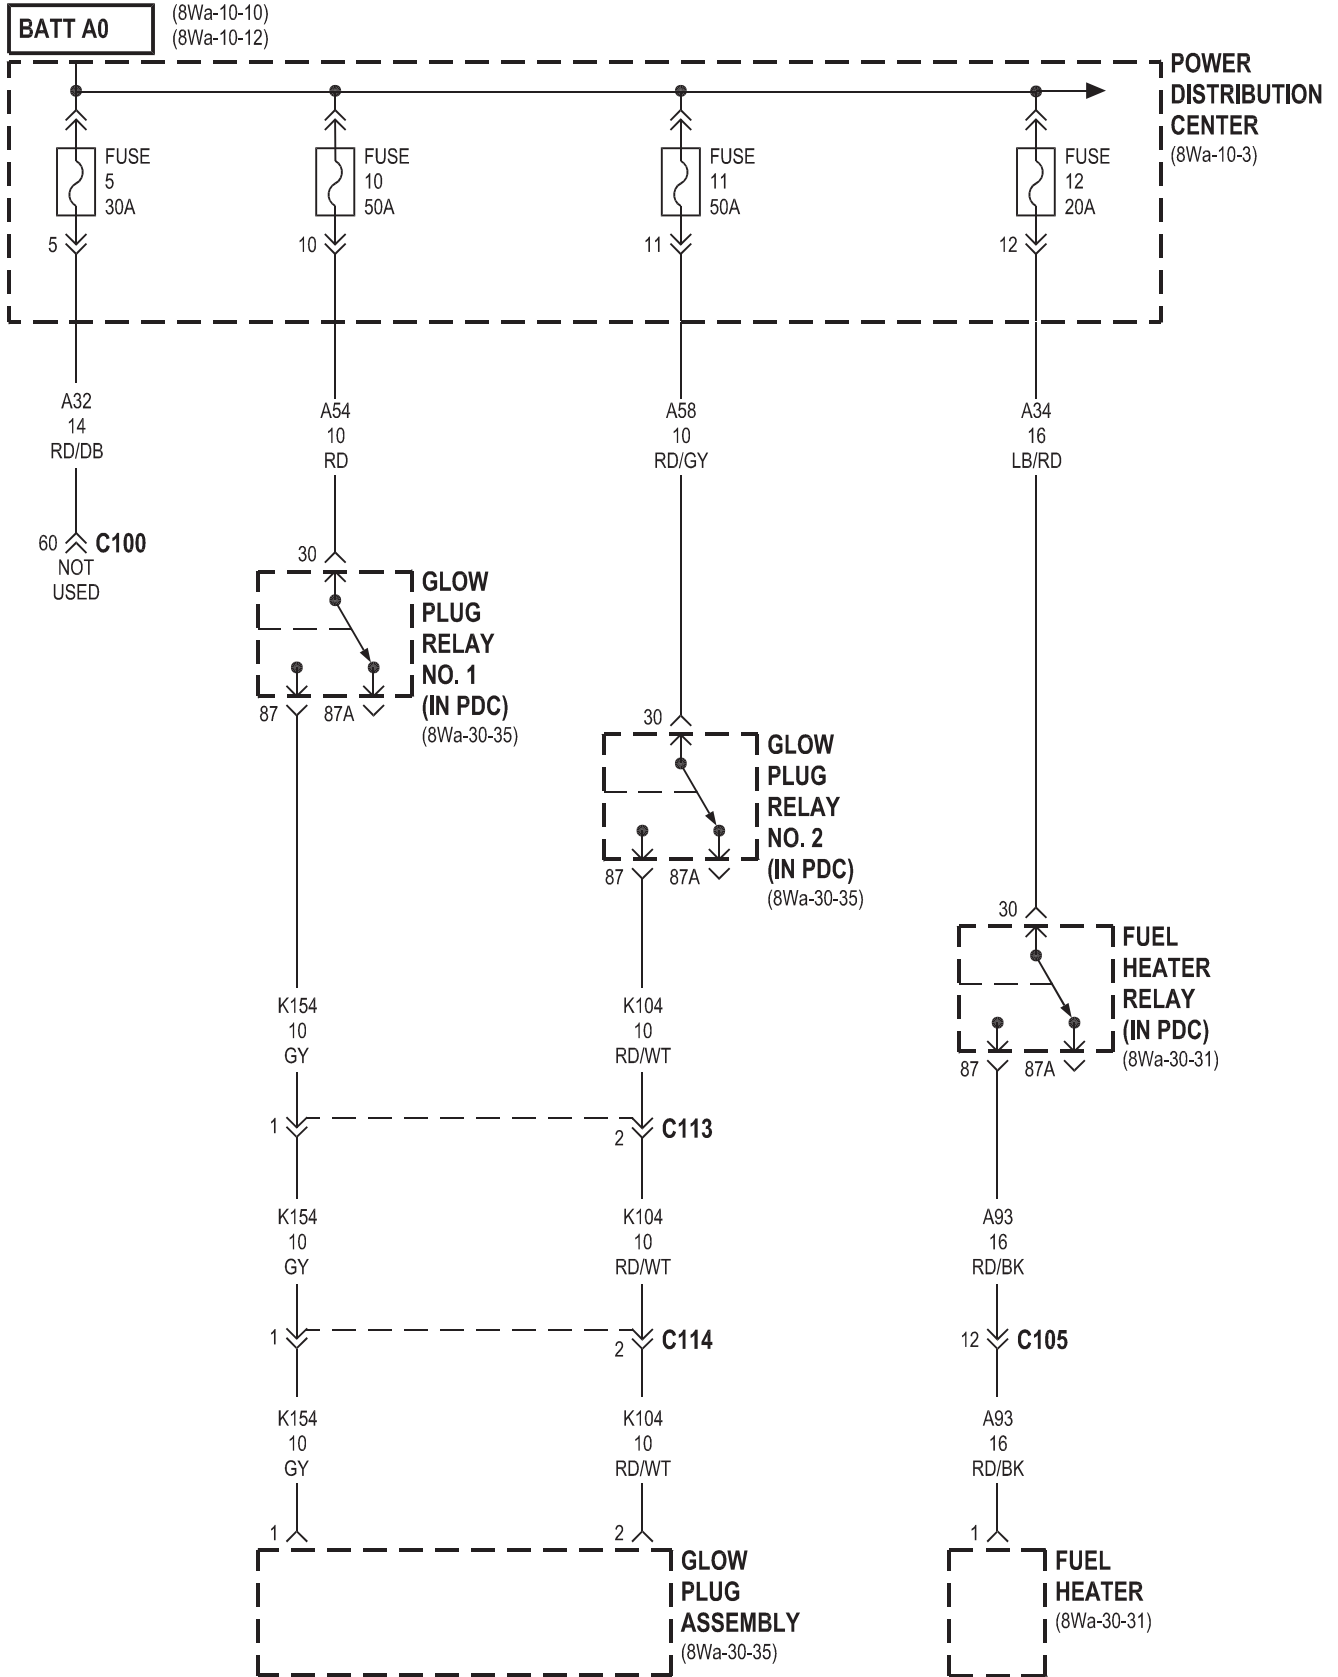 BATT A0
(8Wa-10-10)
(8Wa-10-12)
POWER
DISTRIBUTION
CENTER
(8Wa-10-3)
FUSE
5
30A
FUSE
10
50A
FUSE
11
50A
FUSE
12
20A
5
10
11
12
A32
14
RD/DB
A54
10
RD
A58
10
RD/GY
A34
16
LB/RD
60
C100
NOT
USED
30
GLOW
PLUG
RELAY
NO. 1
(IN PDC)
(8Wa-30-35)
87
87A
30
GLOW
PLUG
RELAY
NO. 2
(IN PDC)
(8Wa-30-35)
87
87A
30
FUEL
HEATER
RELAY
(IN PDC)
(8Wa-30-31)
87
87A
K154
10
GY
K104
10
RD/WT
1
2
C113
K154
10
GY
K104
10
RD/WT
A93
16
RD/BK
1
2
C114
12
C105
K154
10
GY
K104
10
RD/WT
A93
16
RD/BK
1
2
1
GLOW
PLUG
ASSEMBLY
(8Wa-30-35)
FUEL
HEATER
(8Wa-30-31)